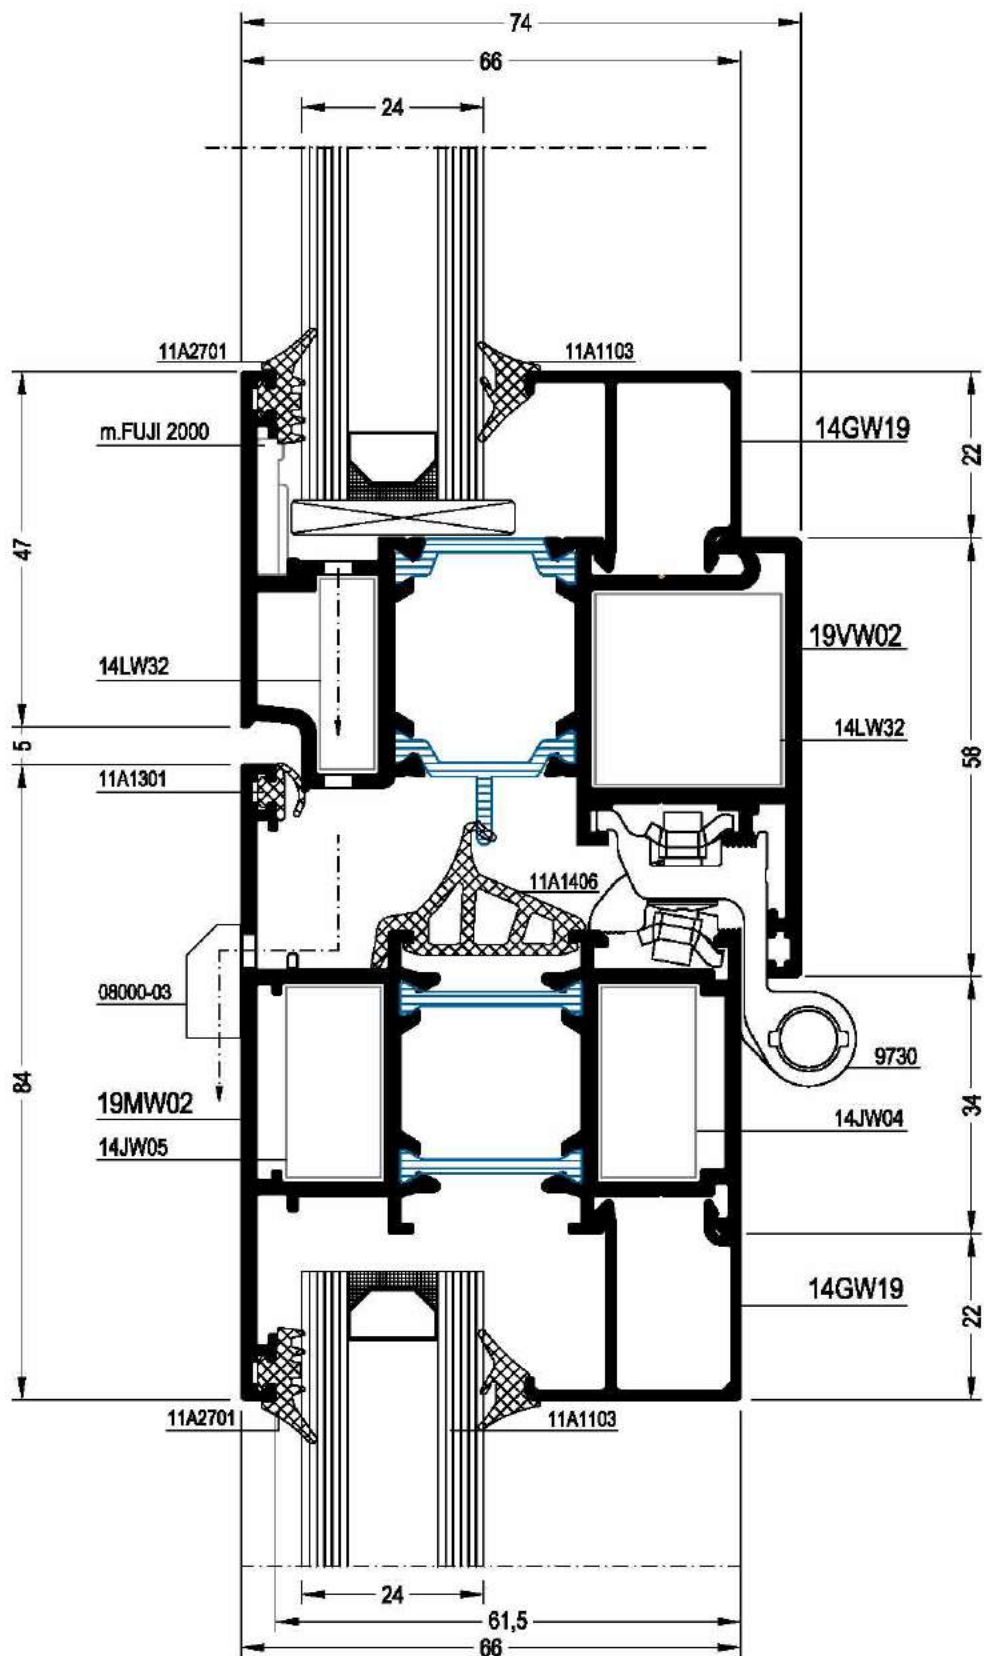 74
66
24
11A2701
11A1103
m.FUJI 2000
14GW19
22
47
19VW02
14LW32
14LW32
5
58
11A1301
11A1406
08000-03
9730
84
19MW02
34
14JW05
14JW04
14GW19
22
11A2701
11A1103
24
61,5
66